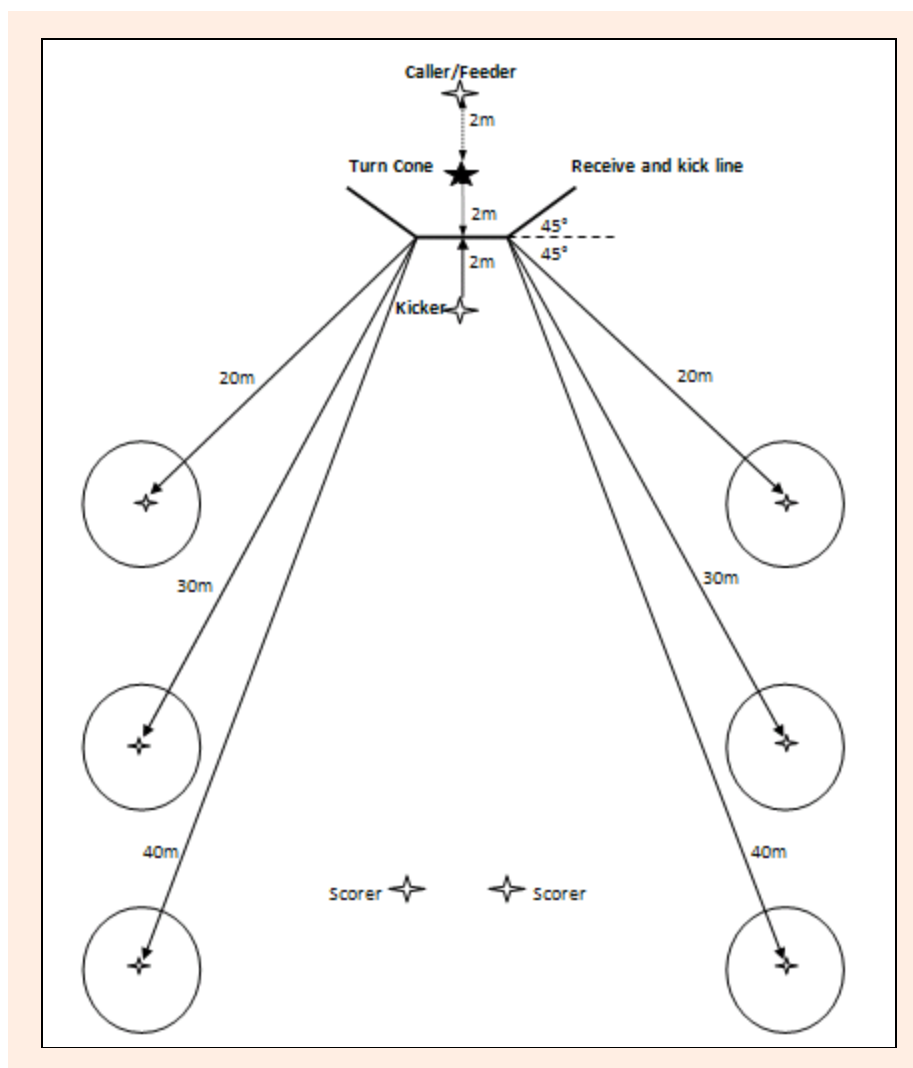 Caller/Feeder
2m
Turn Cone
Receive and kick line
2m
45°
2m
45°
Kicker
20m
20m
30m
30m
40m
40m
Scorer
Scorer